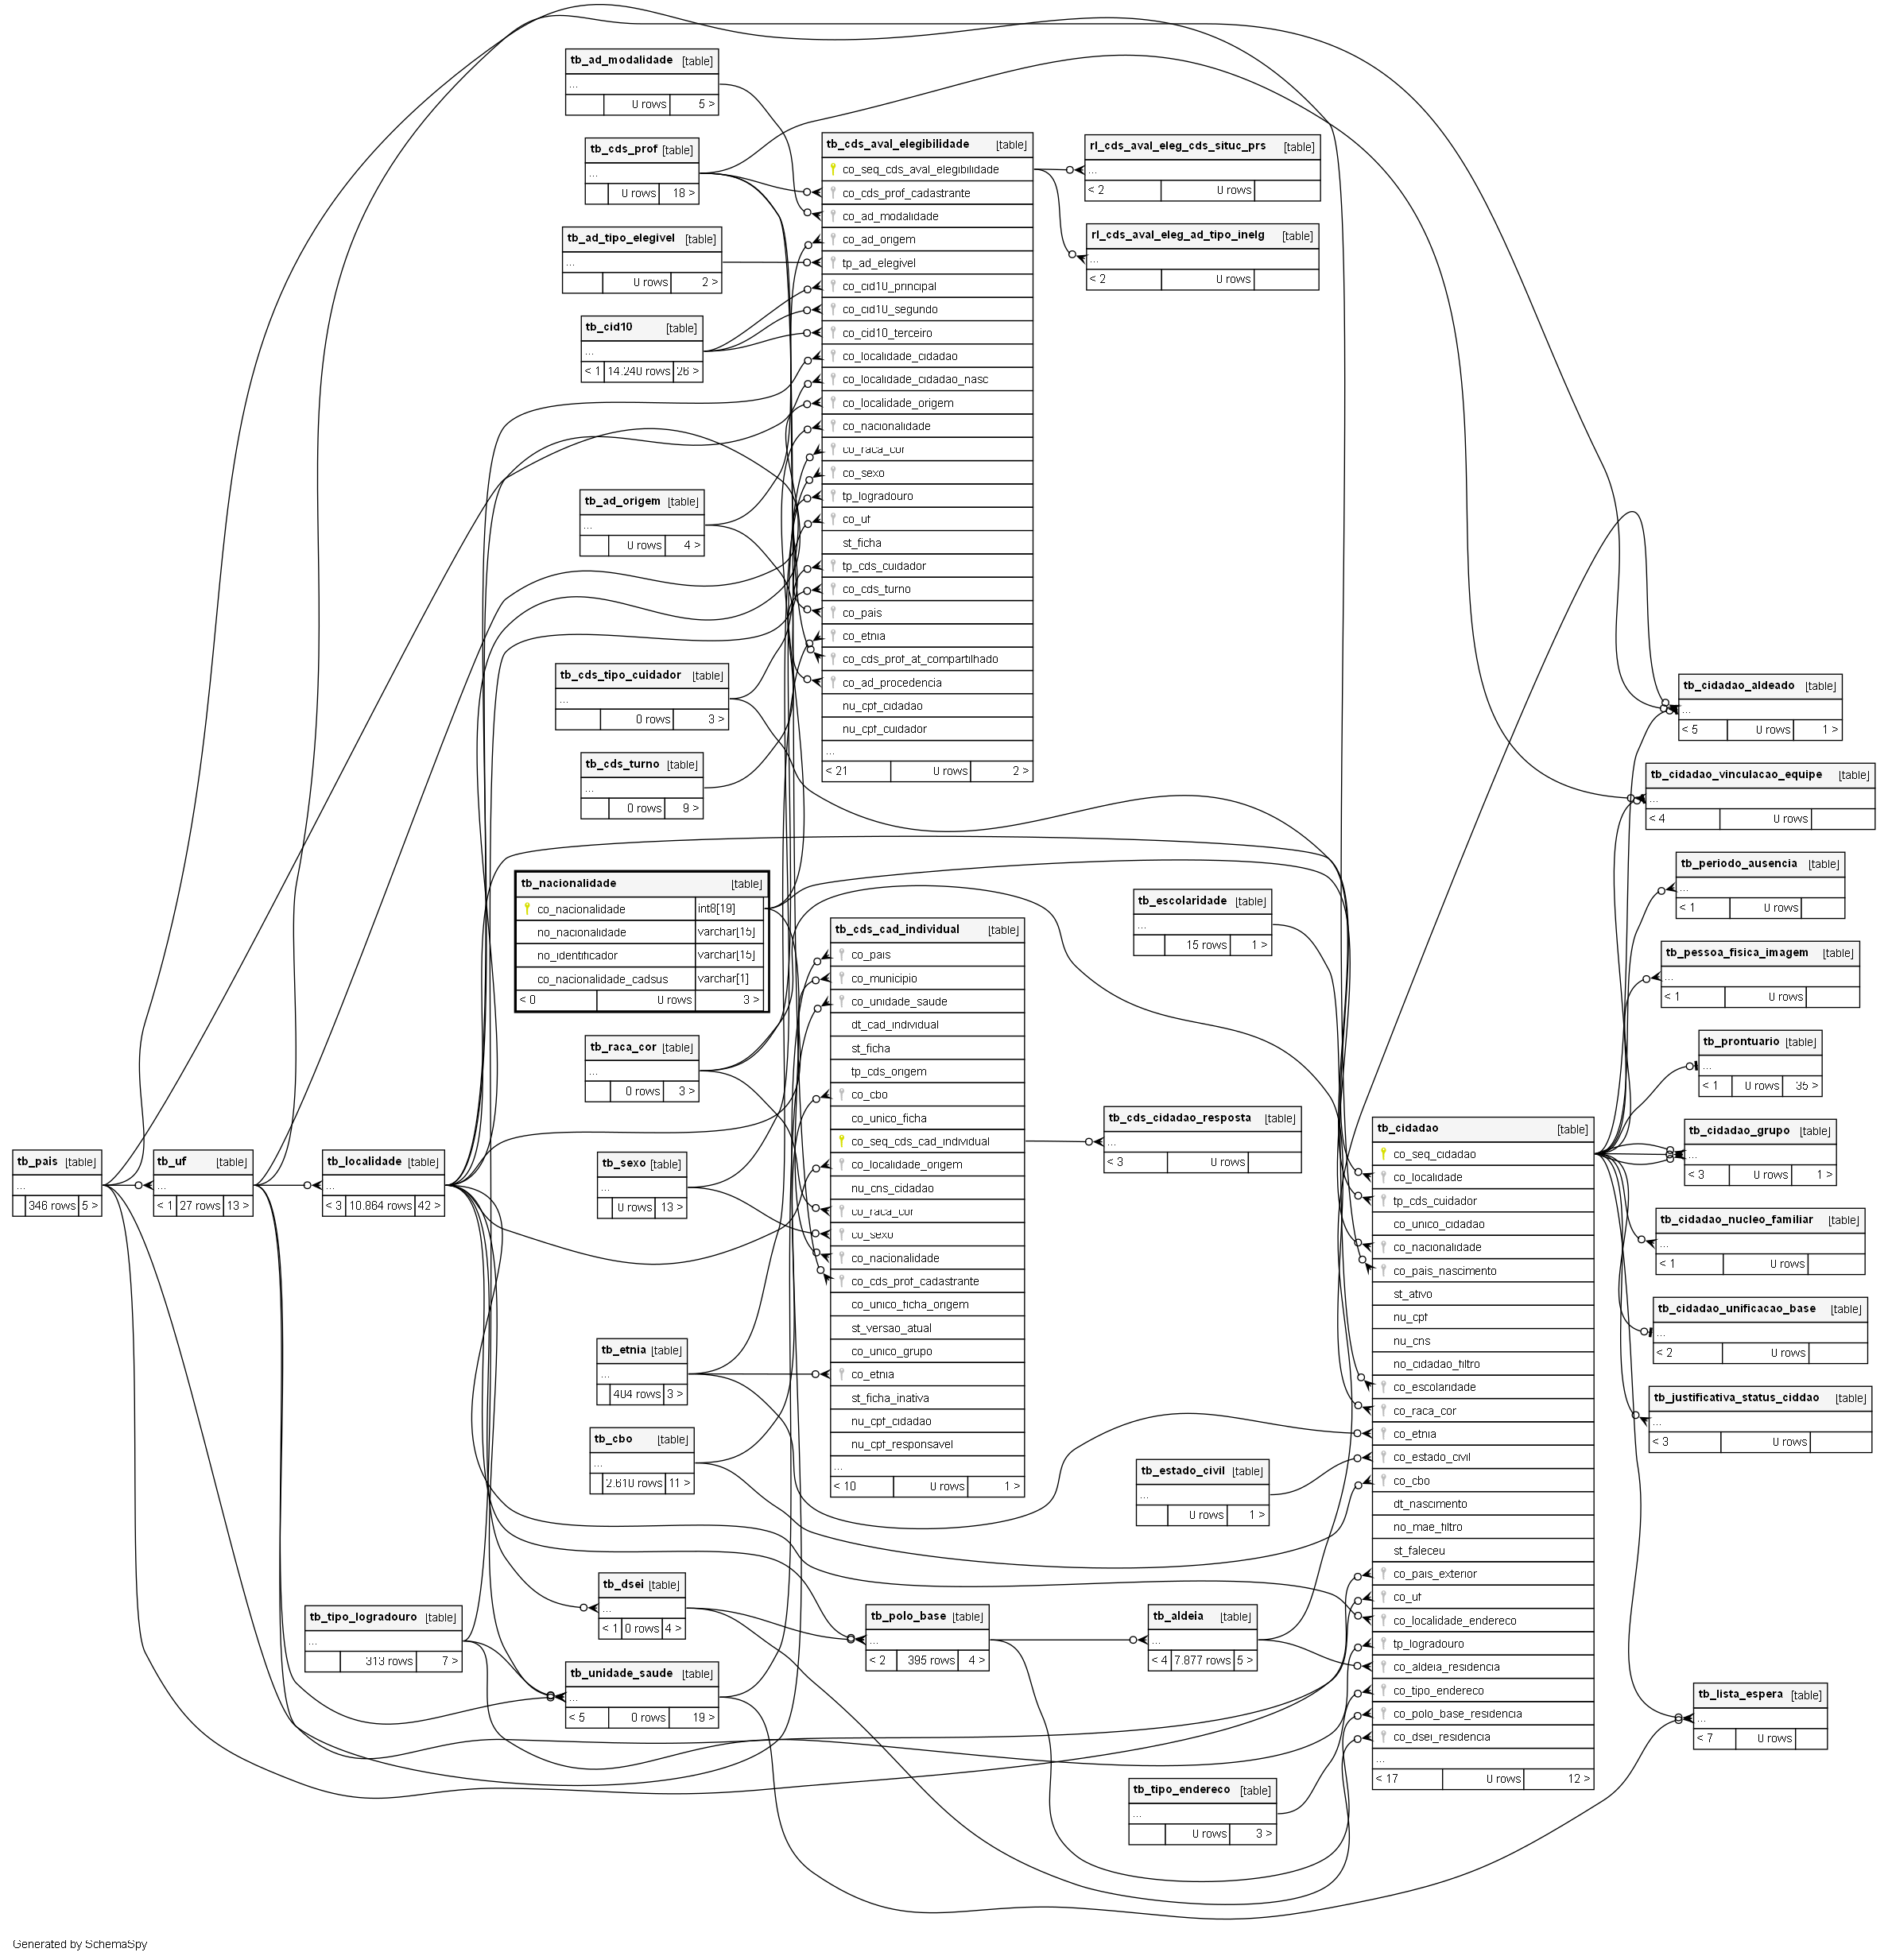 tb_ad_modalidade [table]
...
0 rows 5 >
tb_cds_prof [table]
...
0 rows 18 >
tb_ad_tipo_elegivel [table]
...
0 rows 2 >
tb_cid10 [table]
...
< 1 14.240 rows 26 >
tb_ad_origem [table]
...
0 rows 4 >
tb_cds_tipo_cuidador [table]
...
0 rows 3 >
tb_cds_turno [table]
...
0 rows 9 >
tb_cds_aval_elegibilidade [table]
co_seq_cds_aval_elegibilidade
co_cds_prof_cadastrante
co_ad_modalidade
co_ad_origem
tp_ad_elegivel
co_cid10_principal
co_cid10_segundo
co_cid10_terceiro
co_localidade_cidadao
co_localidade_cidadao_nasc
co_localidade_origem
co_nacionalidade
co_raca_cor
co_sexo
tp_logradouro
co_uf
st_ficha
tp_cds_cuidador
co_cds_turno
co_pais
co_etnia
co_cds_prof_at_compartilhado
co_ad_procedencia
nu_cpf_cidadao
nu_cpf_cuidador
...
< 21 0 rows 2 >
rl_cds_aval_eleg_cds_situc_prs [table]
...
< 2 0 rows
rl_cds_aval_eleg_ad_tipo_inelg [table]
...
< 2 0 rows
tb_nacionalidade [table]
co_nacionalidade int8[19]
no_nacionalidade varchar[15]
no_identificador varchar[15]
co_nacionalidade_cadsus varchar[1]
< 0 0 rows 3 >
tb_raca_cor [table]
...
0 rows 3 >
tb_pais [table]
...
346 rows 5 >
tb_uf [table]
...
< 1 27 rows 13 >
tb_localidade [table]
...
< 3 10.864 rows 42 >
tb_sexo [table]
...
0 rows 13 >
tb_etnia [table]
...
404 rows 3 >
tb_cbo [table]
...
2.610 rows 11 >
tb_dsei [table]
...
< 1 0 rows 4 >
tb_tipo_logradouro [table]
...
313 rows 7 >
tb_unidade_saude [table]
...
< 5 0 rows 19 >
tb_cds_cad_individual [table]
co_pais
co_municipio
co_unidade_saude
dt_cad_individual
st_ficha
tp_cds_origem
co_cbo
co_unico_ficha
co_seq_cds_cad_individual
co_localidade_origem
nu_cns_cidadao
co_raca_cor
co_sexo
co_nacionalidade
co_cds_prof_cadastrante
co_unico_ficha_origem
st_versao_atual
co_unico_grupo
co_etnia
st_ficha_inativa
nu_cpf_cidadao
nu_cpf_responsavel
...
< 10 0 rows 1 >
tb_polo_base [table]
...
< 2 395 rows 4 >
tb_escolaridade [table]
...
15 rows 1 >
tb_cds_cidadao_resposta [table]
...
< 3 0 rows
tb_estado_civil [table]
...
0 rows 1 >
tb_aldeia [table]
...
< 4 7.877 rows 5 >
tb_tipo_endereco [table]
...
0 rows 3 >
tb_cidadao [table]
co_seq_cidadao
co_localidade
tp_cds_cuidador
co_unico_cidadao
co_nacionalidade
co_pais_nascimento
st_ativo
nu_cpf
nu_cns
no_cidadao_filtro
co_escolaridade
co_raca_cor
co_etnia
co_estado_civil
co_cbo
dt_nascimento
no_mae_filtro
st_faleceu
co_pais_exterior
co_uf
co_localidade_endereco
tp_logradouro
co_aldeia_residencia
co_tipo_endereco
co_polo_base_residencia
co_dsei_residencia
...
< 17 0 rows 12 >
tb_cidadao_aldeado [table]
...
< 5 0 rows 1 >
tb_cidadao_vinculacao_equipe [table]
...
< 4 0 rows
tb_periodo_ausencia [table]
...
< 1 0 rows
tb_pessoa_fisica_imagem [table]
...
< 1 0 rows
tb_prontuario [table]
...
< 1 0 rows 35 >
tb_cidadao_grupo [table]
...
< 3 0 rows 1 >
tb_cidadao_nucleo_familiar [table]
...
< 1 0 rows
tb_cidadao_unificacao_base [table]
...
< 2 0 rows
tb_justificativa_status_ciddao [table]
...
< 3 0 rows
tb_lista_espera [table]
...
< 7 0 rows
Generated by SchemaSpy